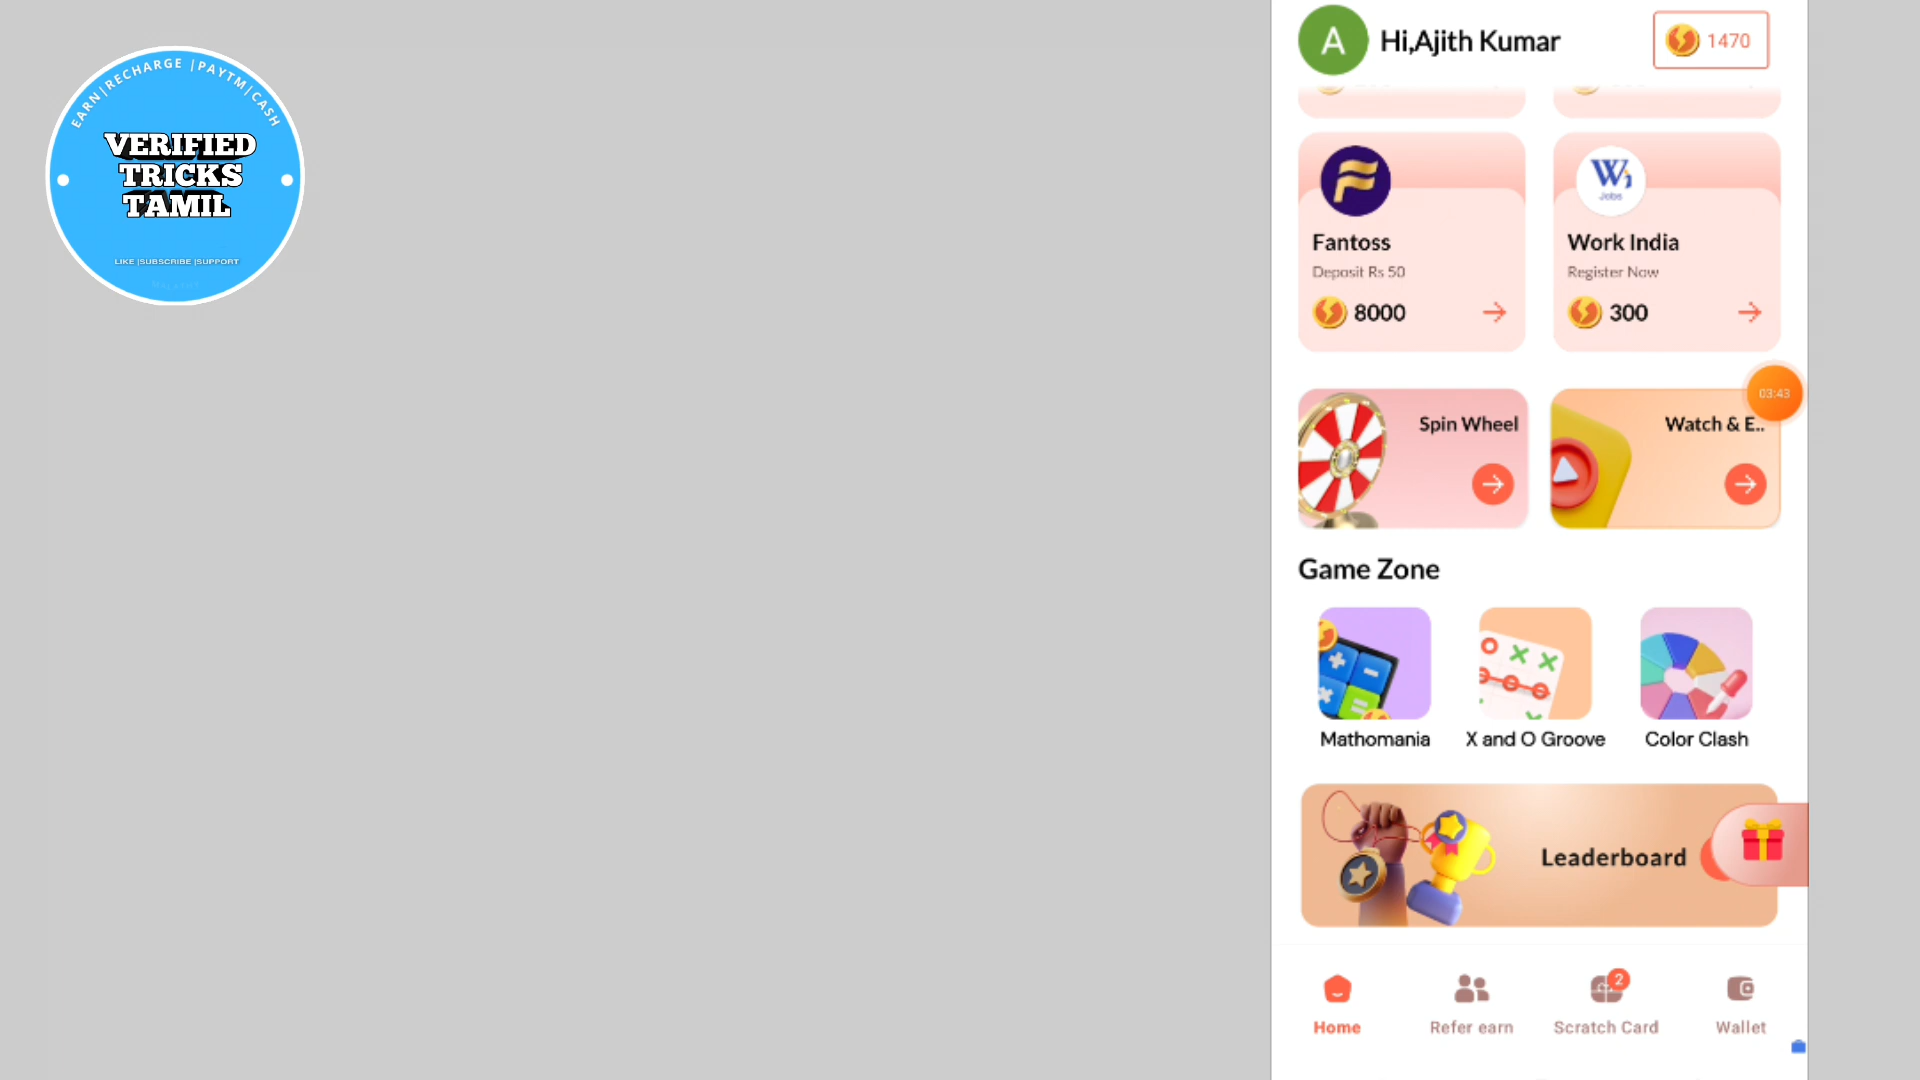 EARN|RECHARGE |PAYTM|CASH
VERIFIED
TRICKS
TAMIL
LIKE |SUBSCRIBE |SUPPORT
A
Hi,Ajith Kumar
1470
W
Jobs
Fantoss
Work India
Deposit Rs 50
Register Now
8000
300
03:43
Spin Wheel
Watch & E..
Game Zone
Mathomania
X and O Groove
Color Clash
Leaderboard
2
Home
Refer earn
Scratch Card
Wallet